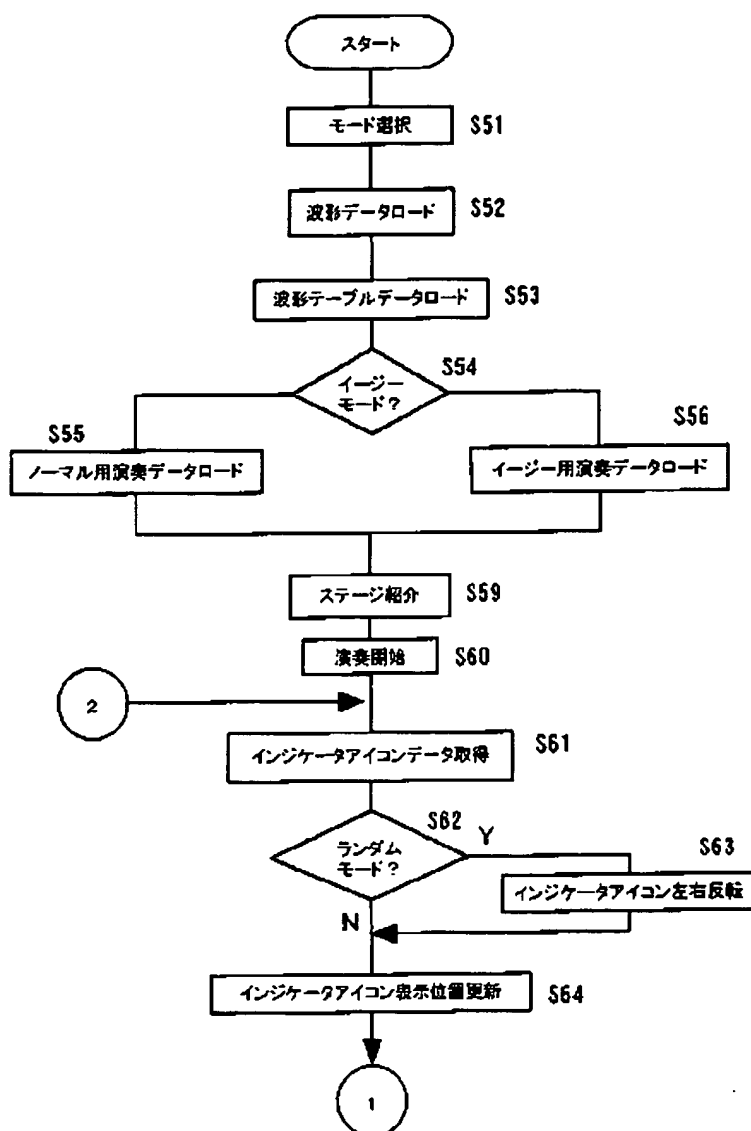 スタート
モード選択 S51
波形データロード S52
波形テーブルデータロード S53
イージー
モード?
S54
S55
ノーマル用演奏データロード
S56
イージー用演奏データロード
ステージ紹介 S59
演奏開始 S60
2
インジケータアイコンデータ取得 S61
ランダム
モード?
S62
Y
S63
インジケータアイコン左右反転
N
インジケータアイコン表示位置更新 S64
1